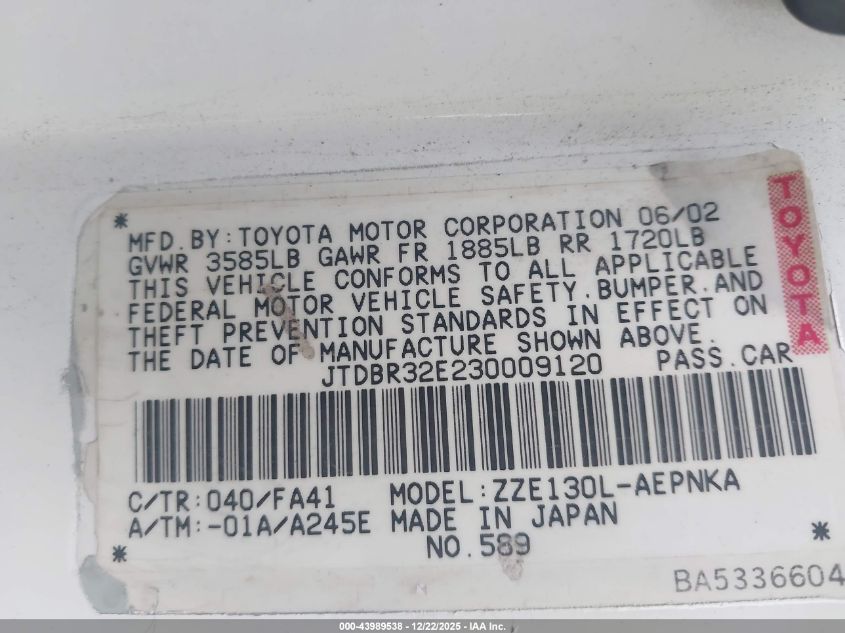 * MFD.BY:TOYOTA MOTOR CORPORATION 06/02
GVWR 3585LB GAWR FR 1885LB RR 1720LB
THIS VEHICLE CONFORMS TO ALL APPLICABLE
FEDERAL MOTOR VEHICLE SAFETY.BUMPER.AND
THEFT PREVENTION STANDARDS IN EFFECT ON
THE DATE OF MANUFACTURE SHOWN ABOVE.
JTDBR32E230009120 PASS.CAR
TOYOTA
C/TR:040/FA41 MODEL:ZZE130L-AEPNKA
A/TM:-01A/A245E MADE IN JAPAN
* NO.589 *
BA5336604
000-43989538 - 12/22/2025 - IAA Inc.